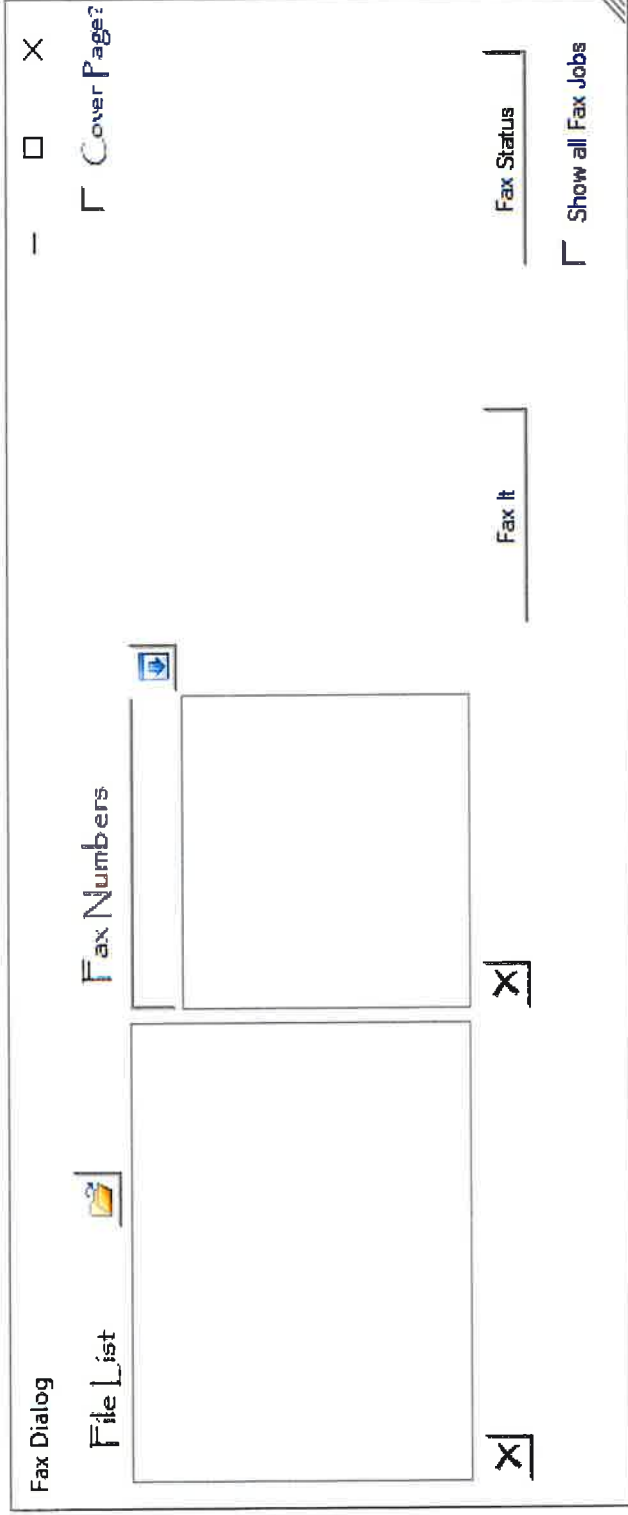 Fax Dialog
File List
Fax Numbers
Cover Page?
Fax It
Fax Status
Show all Fax Jobs